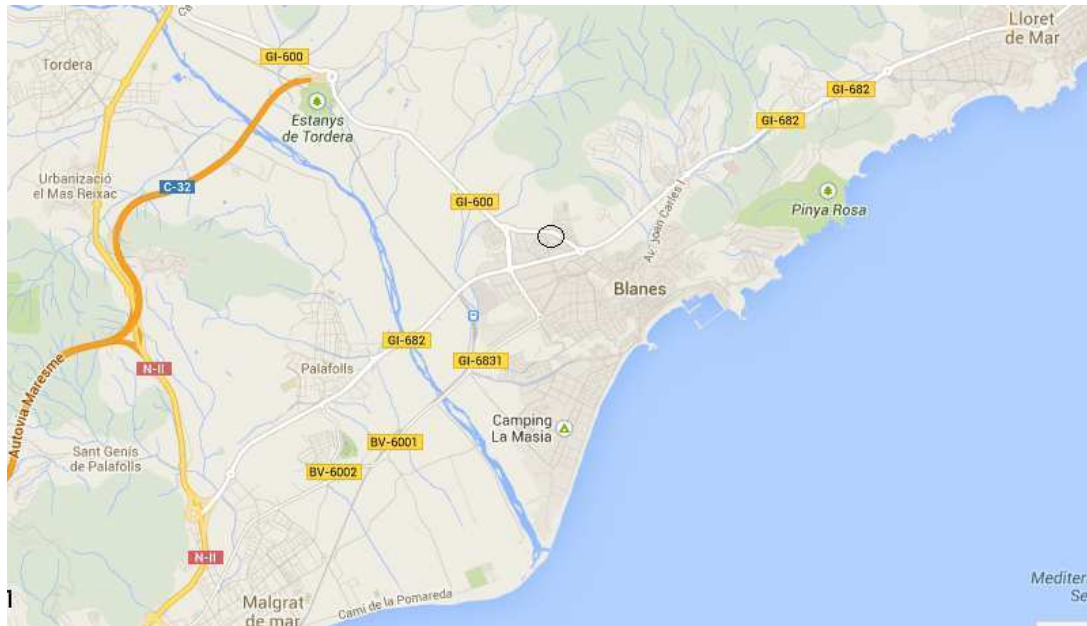 Lloret
de Mar
Ca
GI-600
Tordera
GI-682
GI-682
Estanys
de Tordera
Urbanizació
el Mas Reixac
C-32
GI-600
Av. Joan Carles I
Pinya Rosa
Blanes
GI-682
GI-6831
N-II
Palafolls
Autovia Maresme
Camping
La Masia
BV-6001
Sant Genís
de Palafolls
BV-6002
N-II
Mediter
Se
1
Malgrat
de mar
Camí de la Pomareda